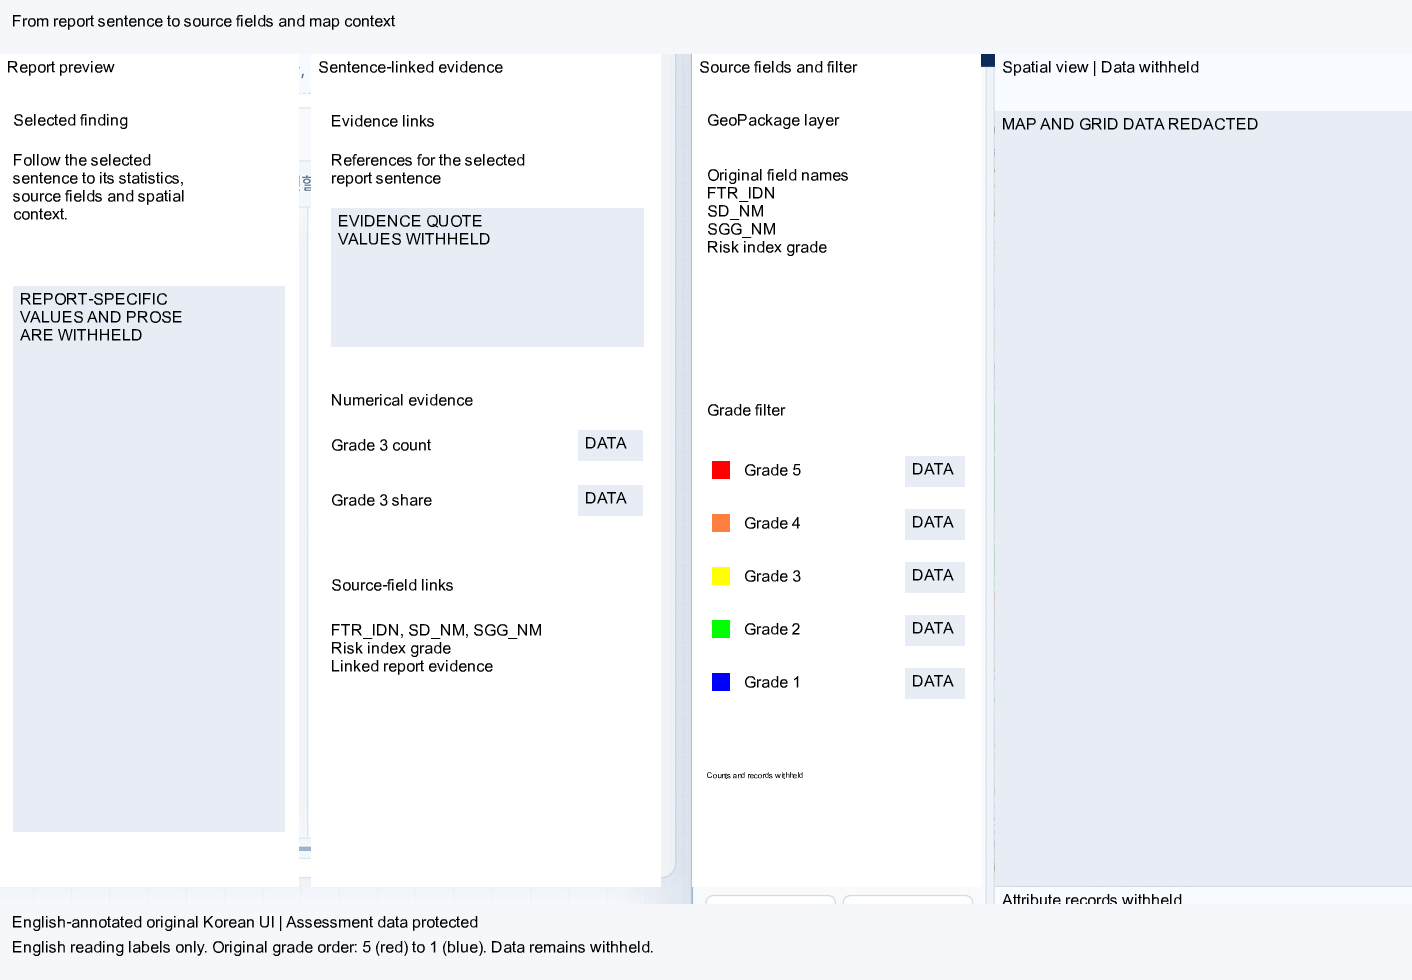 From report sentence to source fields and map context
Report preview
Selected finding
Follow the selected
sentence to its statistics,
source fields and spatial
context.
REPORT-SPECIFIC
VALUES AND PROSE
ARE WITHHELD
Sentence-linked evidence
Evidence links
References for the selected
report sentence
EVIDENCE QUOTE
VALUES WITHHELD
Numerical evidence
Grade 3 count
DATA
Grade 3 share
DATA
Source-field links
FTR_IDN, SD_NM, SGG_NM
Risk index grade
Linked report evidence
Source fields and filter
GeoPackage layer
Original field names
FTR_IDN
SD_NM
SGG_NM
Risk index grade
Grade filter
Grade 5
DATA
Grade 4
DATA
Grade 3
DATA
Grade 2
DATA
Grade 1
DATA
Counts and records withheld
Spatial view | Data withheld
MAP AND GRID DATA REDACTED
Attribute records withheld
English-annotated original Korean UI | Assessment data protected
English reading labels only. Original grade order: 5 (red) to 1 (blue). Data remains withheld.